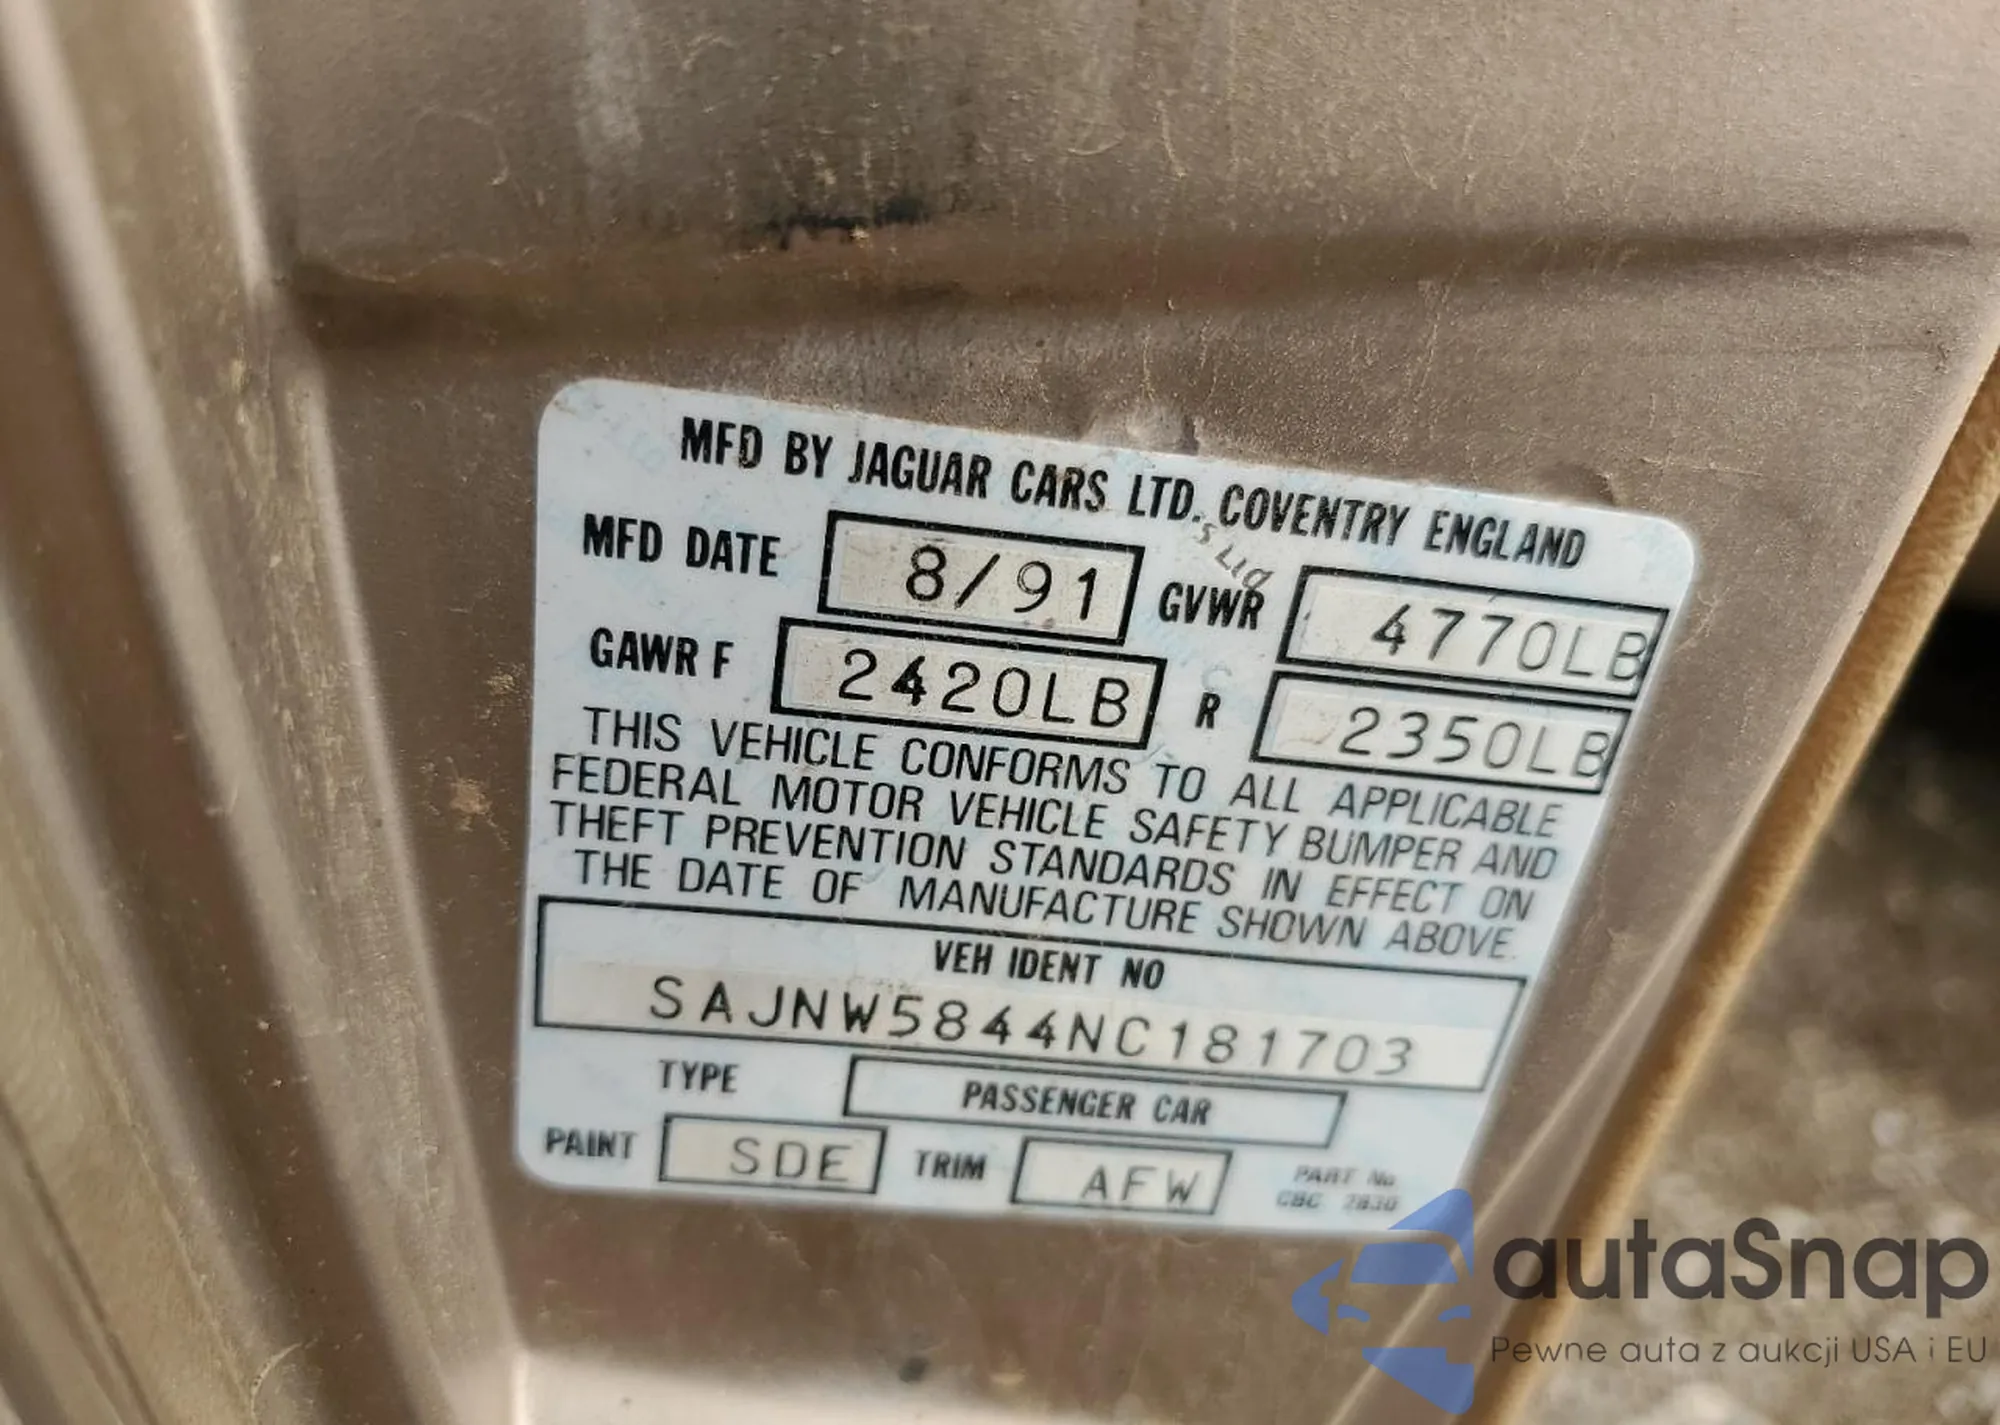 MFD BY JAGUAR CARS LTD. COVENTRY ENGLAND
MFD DATE 8/91 GVWR 4770LB
GAWR F 2420LB R 2350LB
THIS VEHICLE CONFORMS TO ALL APPLICABLE
FEDERAL MOTOR VEHICLE SAFETY BUMPER AND
THEFT PREVENTION STANDARDS IN EFFECT ON
THE DATE OF MANUFACTURE SHOWN ABOVE.
VEH IDENT NO
SAJNW5844NC181703
TYPE PASSENGER CAR
PAINT SDE TRIM AFW
PART No.
CBC 2830
autaSnap
Pewne auta z aukcji USA i EU